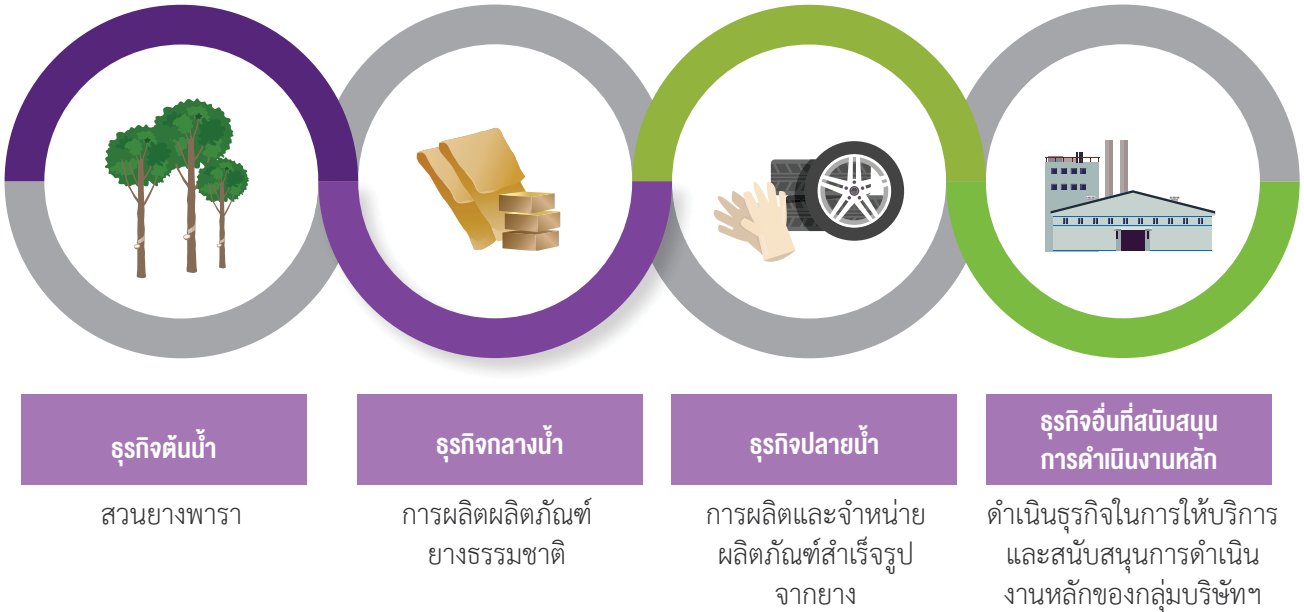 ธุรกิจต้นน้ำ
สวนยางพารา
ธุรกิจกลางน้ำ
การผลิตผลิตภัณฑ์
ยางธรรมชาติ
ธุรกิจปลายน้ำ
การผลิตและจำหน่าย
ผลิตภัณฑ์สำเร็จรูป
จากยาง
ธุรกิจอื่นที่สนับสนุน
การดำเนินงานหลัก
ดำเนินธุรกิจในการให้บริการ
และสนับสนุนการดำเนิน
งานหลักของกลุ่มบริษัทฯ